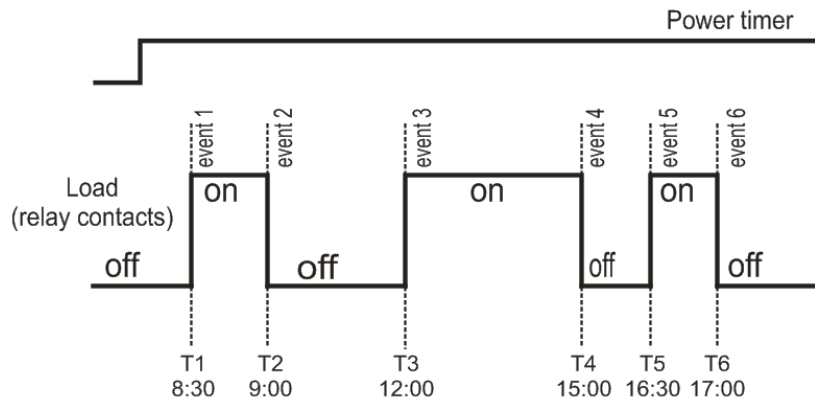 Power timer
event 1
event 2
event 3
event 4
event 5
event 6
Load
(relay contacts)
on
on
on
off
off
off
off
T1
8:30
T2
9:00
T3
12:00
T4
15:00
T5
16:30
T6
17:00